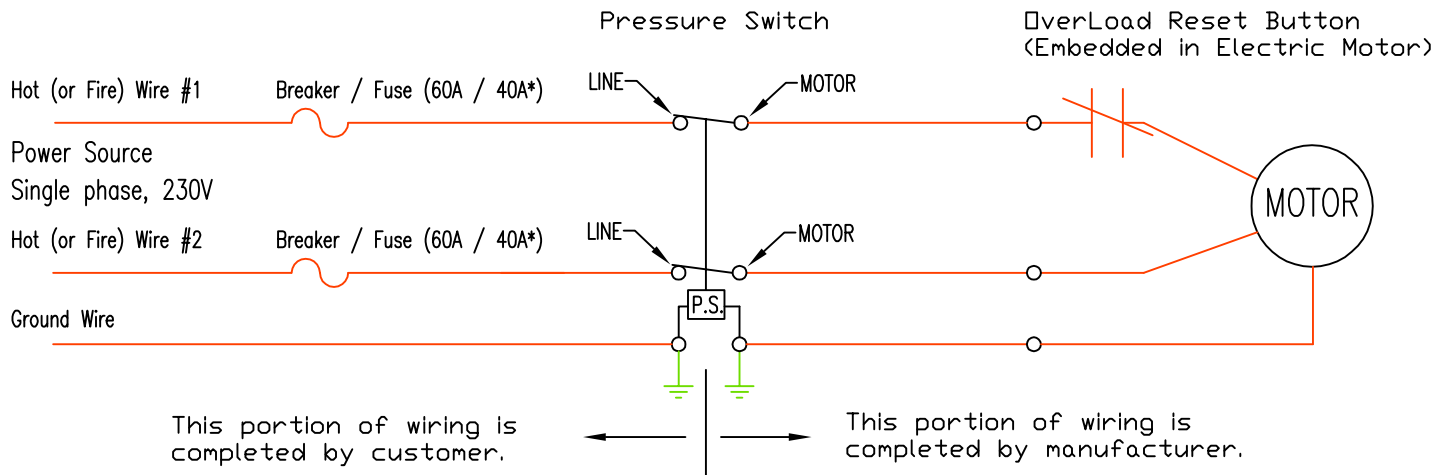 Pressure Switch
OverLoad Reset Button
(Embedded in Electric Motor)
Hot (or Fire) Wire #1
Breaker / Fuse (60A / 40A*)
LINE
MOTOR
Power Source
Single phase, 230V
MOTOR
Hot (or Fire) Wire #2
Breaker / Fuse (60A / 40A*)
LINE
MOTOR
P.S.
Ground Wire
This portion of wiring is
completed by customer.
This portion of wiring is
completed by manufacturer.